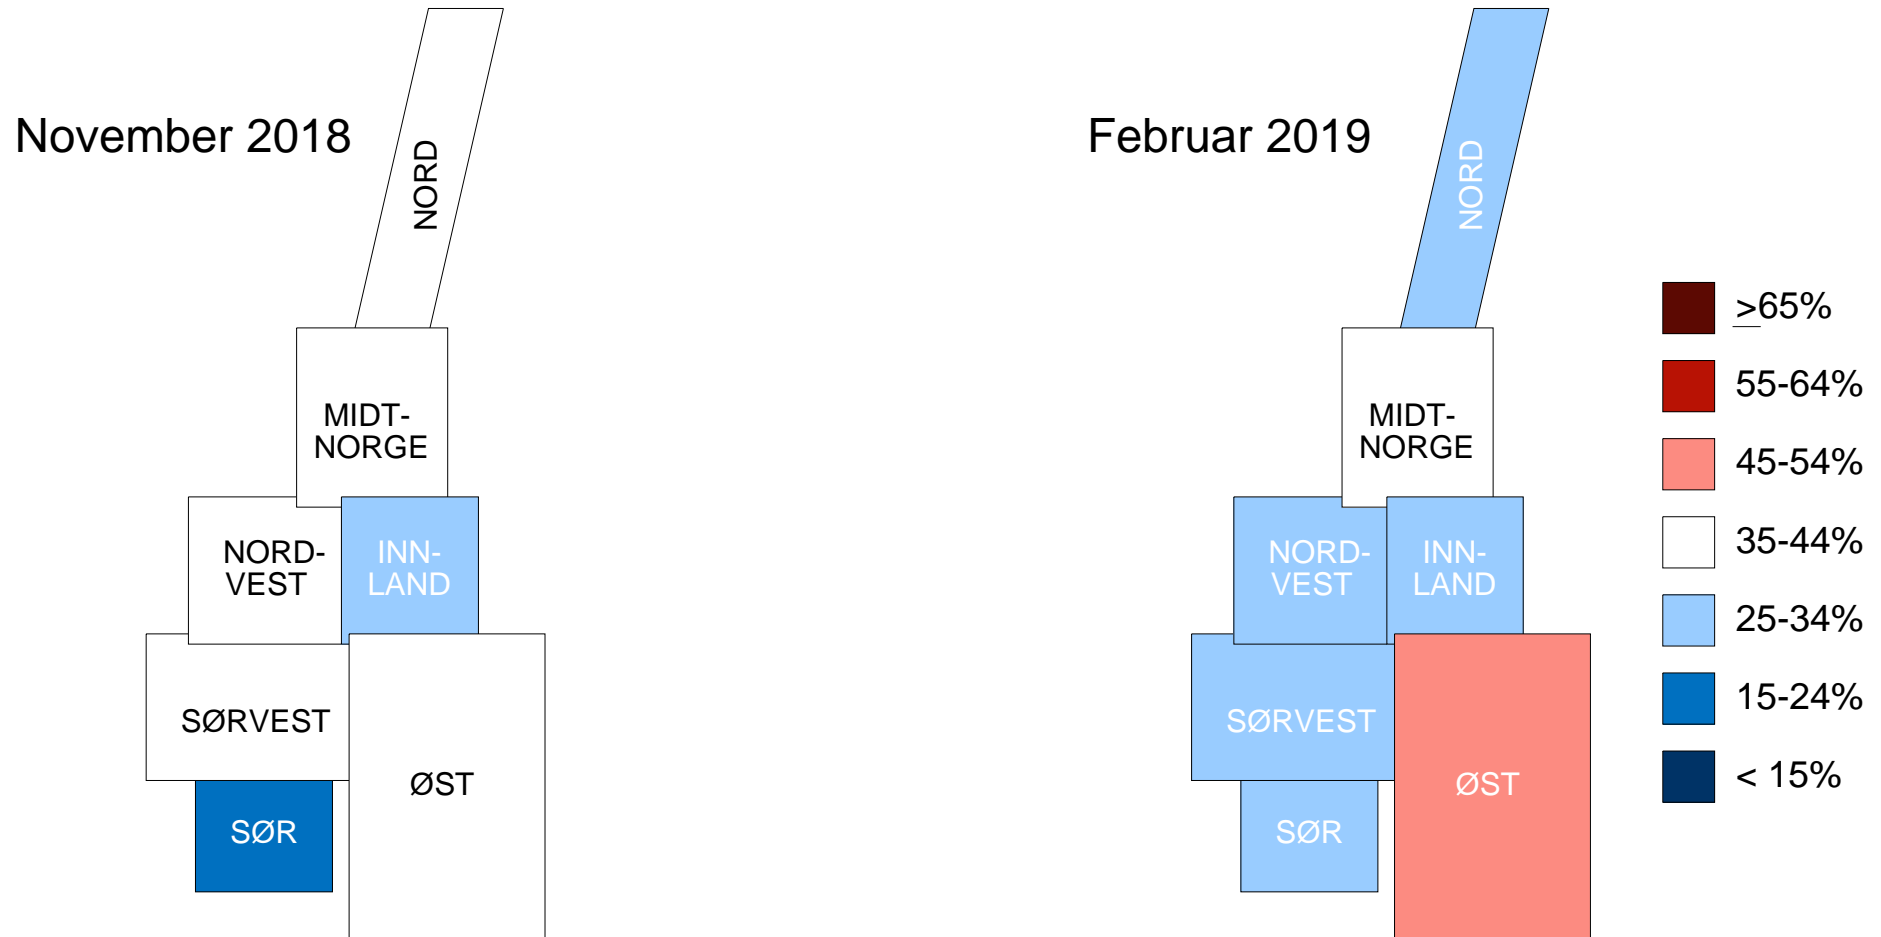 November 2018
NORD
MIDT-
NORGE
NORD-
VEST
INN-
LAND
SØRVEST
ØST
SØR
Februar 2019
NORD
MIDT-
NORGE
NORD-
VEST
INN-
LAND
SØRVEST
ØST
SØR
>65%
55-64%
45-54%
35-44%
25-34%
15-24%
< 15%